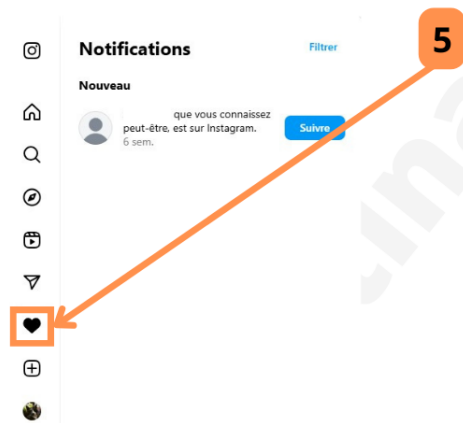 5
Notifications
Filtrer
Nouveau
que vous connaissez
peut-être, est sur Instagram.
6 sem.
Suivre